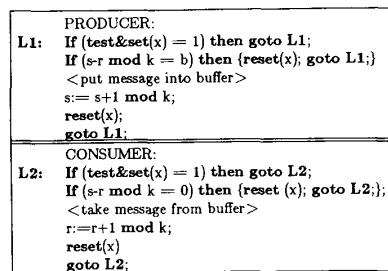 PRODUCER:
L1: If (test&set(x) = 1) then goto L1;
If (s-r mod k = b) then {reset(x); goto L1;}
<put message into buffer>
s:= s+1 mod k;
reset(x);
goto L1;
CONSUMER:
L2: If (test&set(x) = 1) then goto L2;
If (s-r mod k = 0) then {reset (x); goto L2;};
<take message from buffer>
r:=r+1 mod k;
reset(x)
goto L2;